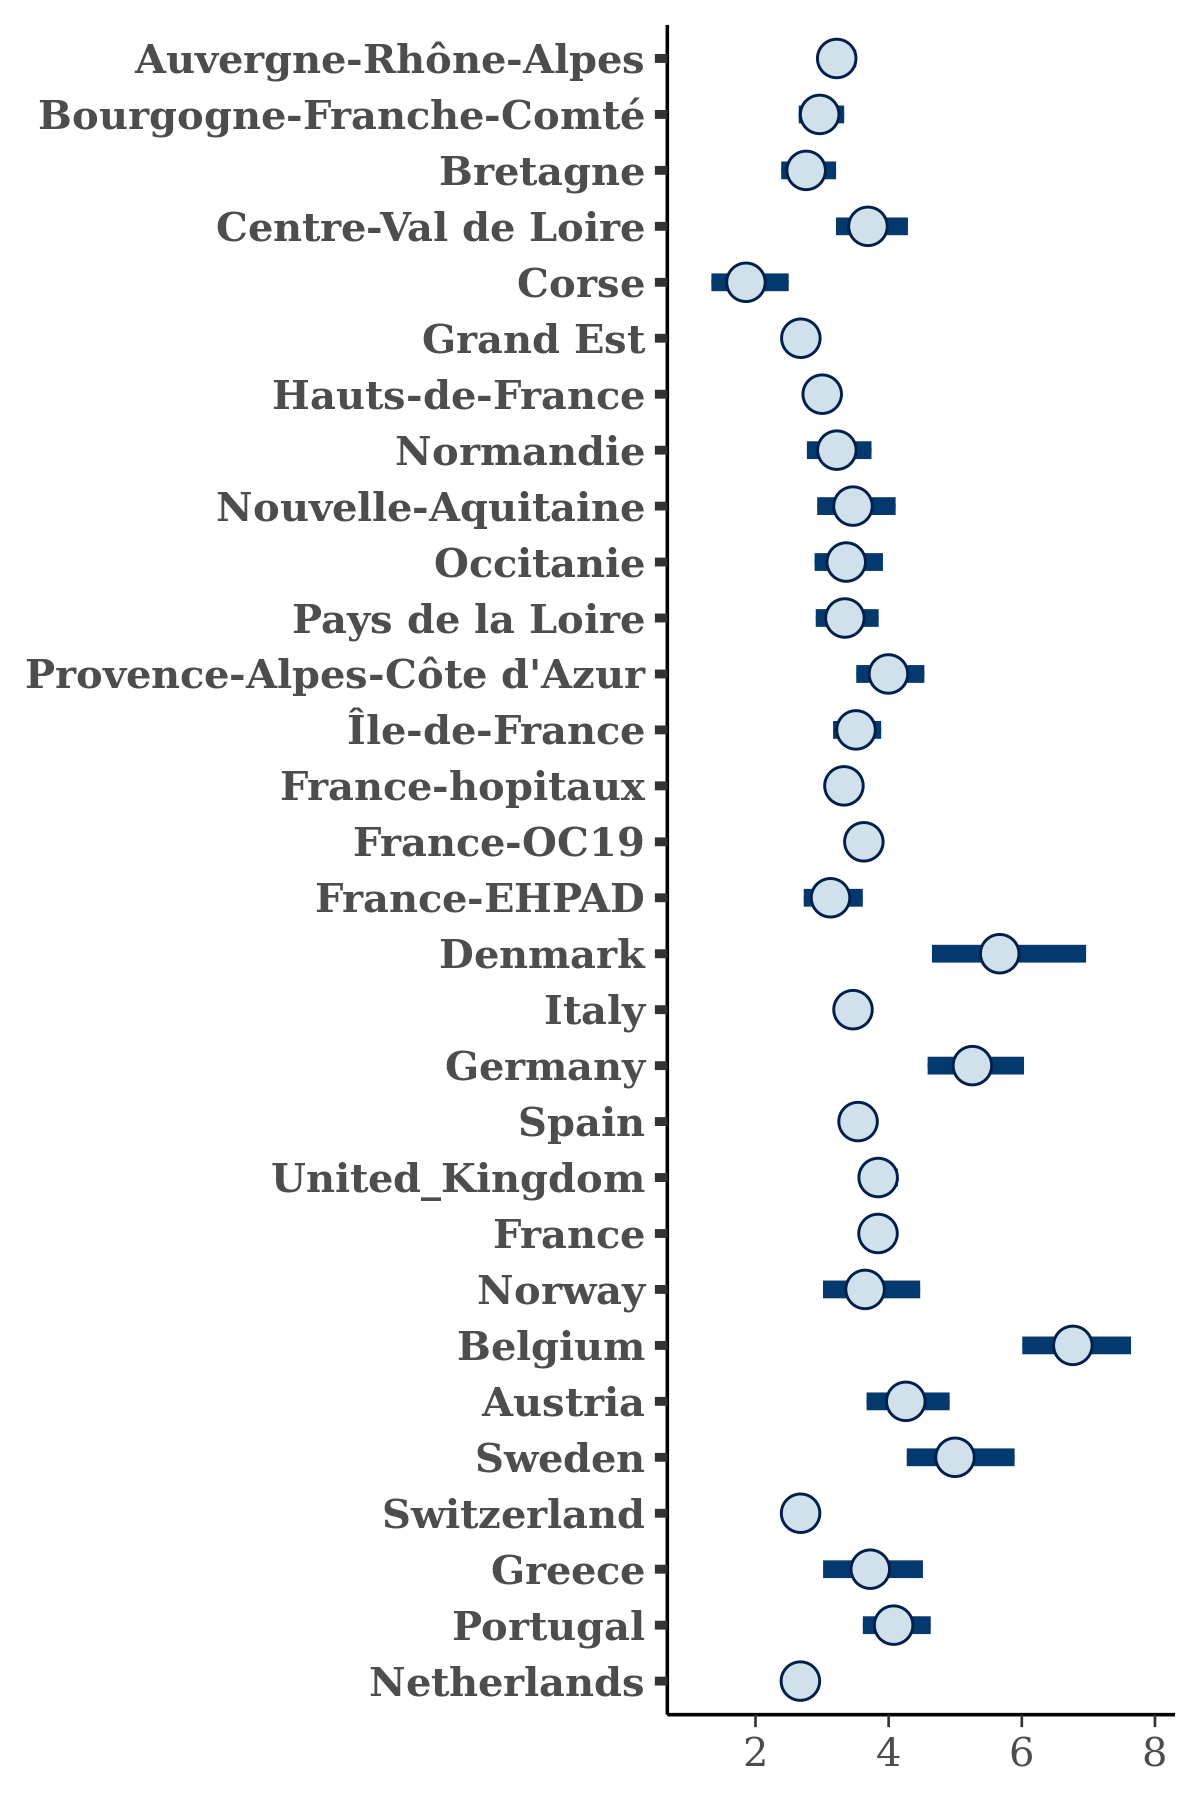 Auvergne-Rhône-Alpes
Bourgogne-Franche-Comté
Bretagne
Centre-Val de Loire
Corse
Grand Est
Hauts-de-France
Normandie
Nouvelle-Aquitaine
Occitanie
Pays de la Loire
Provence-Alpes-Côte d'Azur
Île-de-France
France-hopitaux
France-OC19
France-EHPAD
Denmark
Italy
Germany
Spain
United_Kingdom
France
Norway
Belgium
Austria
Sweden
Switzerland
Greece
Portugal
Netherlands
2 4 6 8